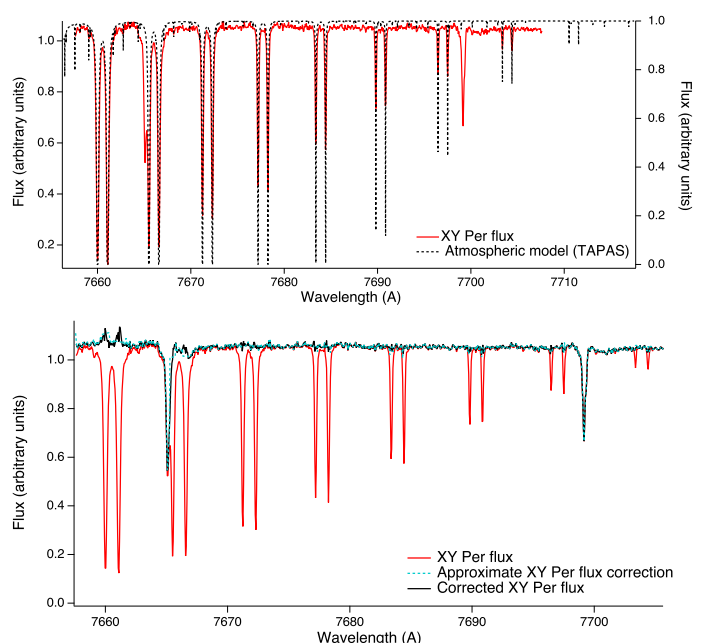 1.0
0.8
0.6
0.4
0.2
Flux (arbitrary units)
1.0
0.8
0.6
0.4
0.2
0.0
Flux (arbitrary units)
XY Per flux
Atmospheric model (TAPAS)
7660 7670 7680 7690 7700 7710
Wavelength (A)
1.0
0.8
0.6
0.4
0.2
0.0
Flux (arbitrary units)
XY Per flux
Approximate XY Per flux correction
Corrected XY Per flux
7660 7670 7680 7690 7700
Wavelength (A)